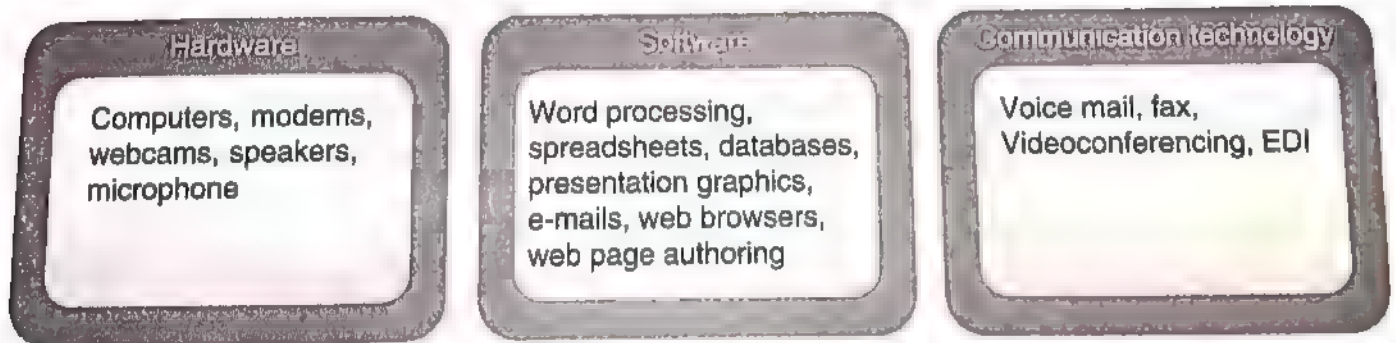 Hardware
Computers, modems,
webcams, speakers,
microphone
Software
Word processing,
spreadsheets, databases,
presentation graphics,
e-mails, web browsers,
web page authoring
Communication technology
Voice mail, fax,
Videoconferencing, EDI